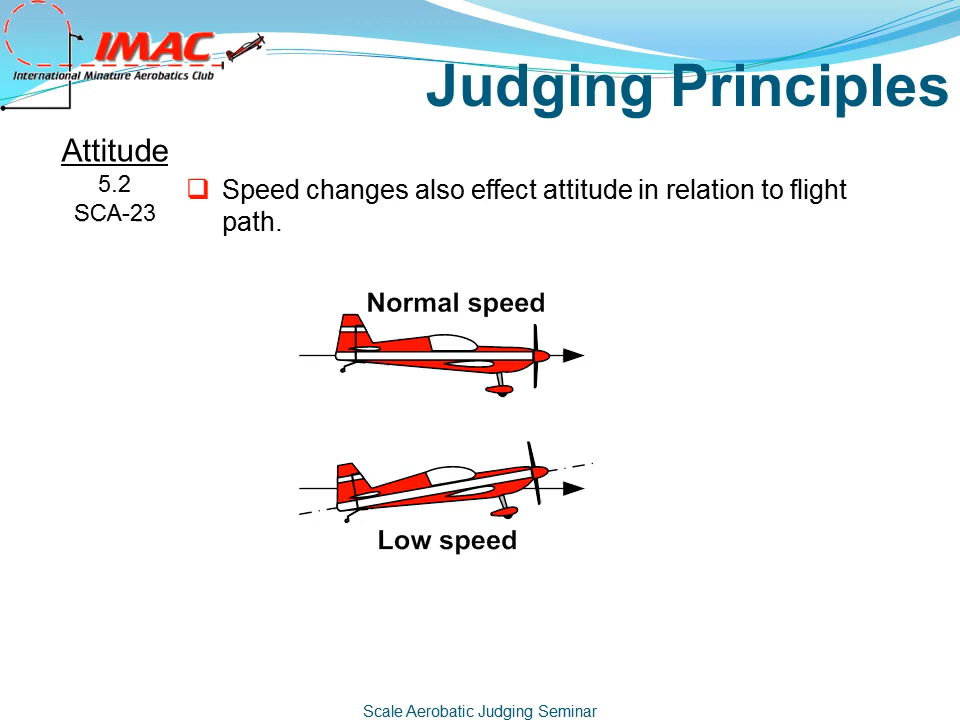 IMAC
International Minature Aerobatics Club
Judging Principles
Attitude
5.2
SCA-23
Speed changes also effect attitude in relation to flight
path.
Normal speed
Low speed
Scale Aerobatic Judging Seminar